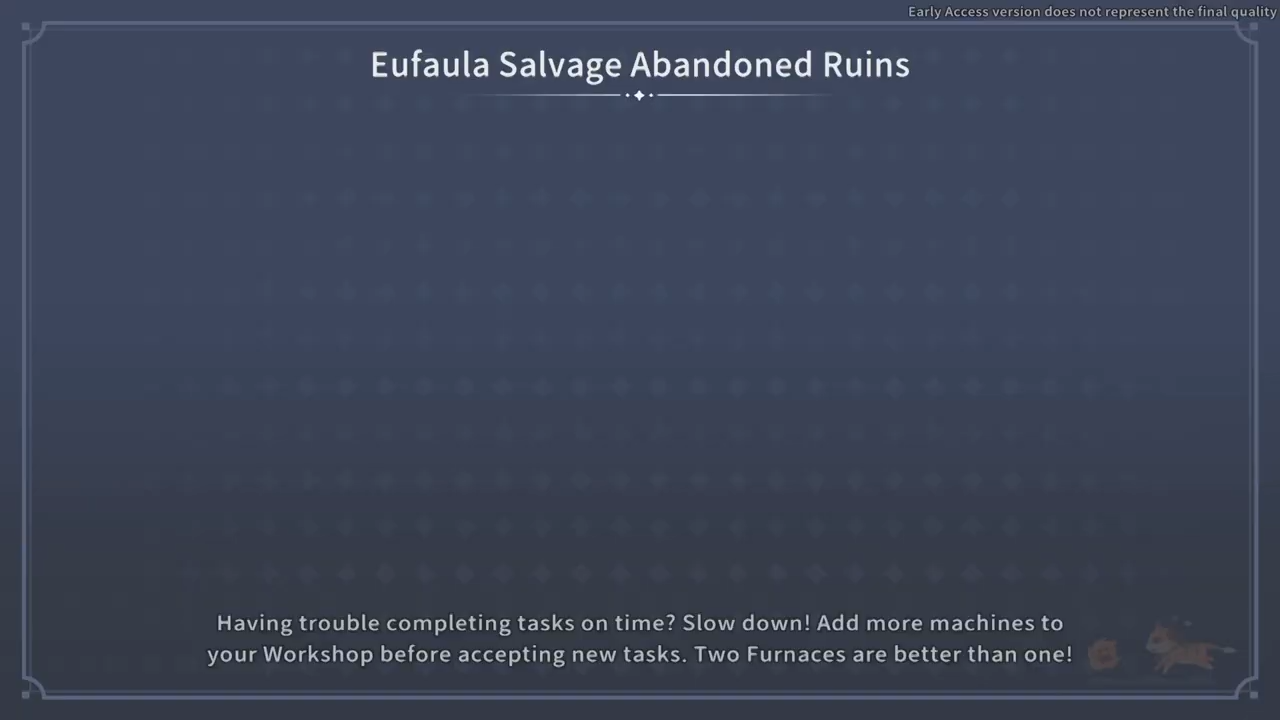 Early Access version does not represent the final quality
Eufaula Salvage Abandoned Ruins
Having trouble completing tasks on time? Slow down! Add more machines to
your Workshop before accepting new tasks. Two Furnaces are better than one!